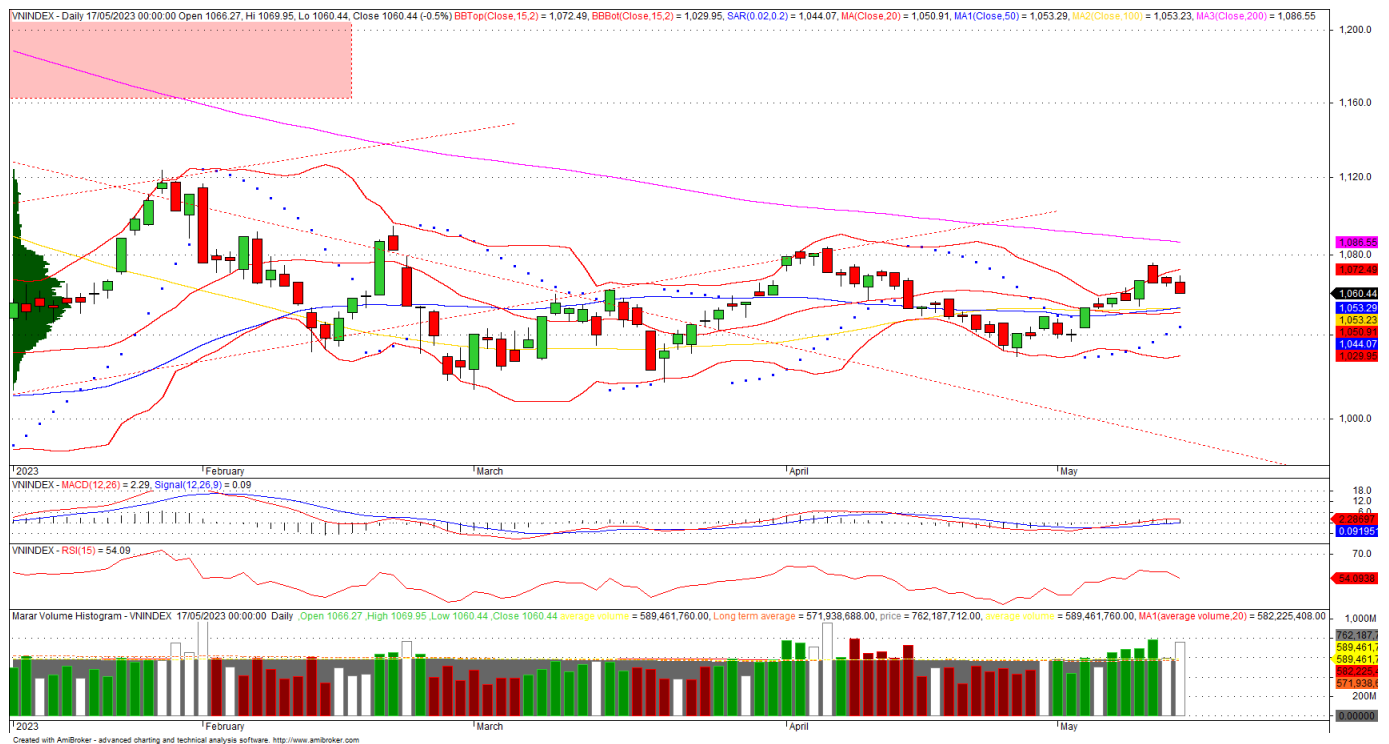 VNINDEX - Daily 17/05/2023 00:00:00 Open 1066.27, Hi 1069.95, Lo 1060.44, Close 1060.44 (-0.5%) BBTop(Close,15,2) = 1,072.49, BBBot(Close,15,2) = 1,029.95, SAR(0.02,0.2) = 1,044.07, MA(Close,20) = 1,050.91, MA1(Close,50) = 1,053.29, MA2(Close,100) = 1,053.23, MA3(Close,200) = 1,086.55
1,200.0
1,160.0
1,120.0
1,080.0
1,086.55
1,072.49
1,060.44
1,053.29
1,053.23
1,050.91
1,044.07
1,029.95
1,000.0
2023 February March April May
VNINDEX - MACD(12,26) = 2.29, Signal(12,26,9) = 0.09
18.0
12.0
6.0
2.28697
0.091951
VNINDEX - RSI(15) = 54.09
70.0
54.0938
Marar Volume Histogram - VNINDEX 17/05/2023 00:00:00 Daily ,Open 1066.27 ,High 1069.95 ,Low 1060.44 ,Close 1060.44 average volume = 589,461,760.00, Long term average = 571,938,688.00, price = 762,187,712.00, average volume = 589,461,760.00, MA1(average volume,20) = 582,225,408.00
1,000M
762,187,7
589,461,7
589,461,7
582,225,4
571,938,6
200M
0.00000
2023 February March April May
Created with AmiBroker - advanced charting and technical analysis software. http://www.amibroker.com